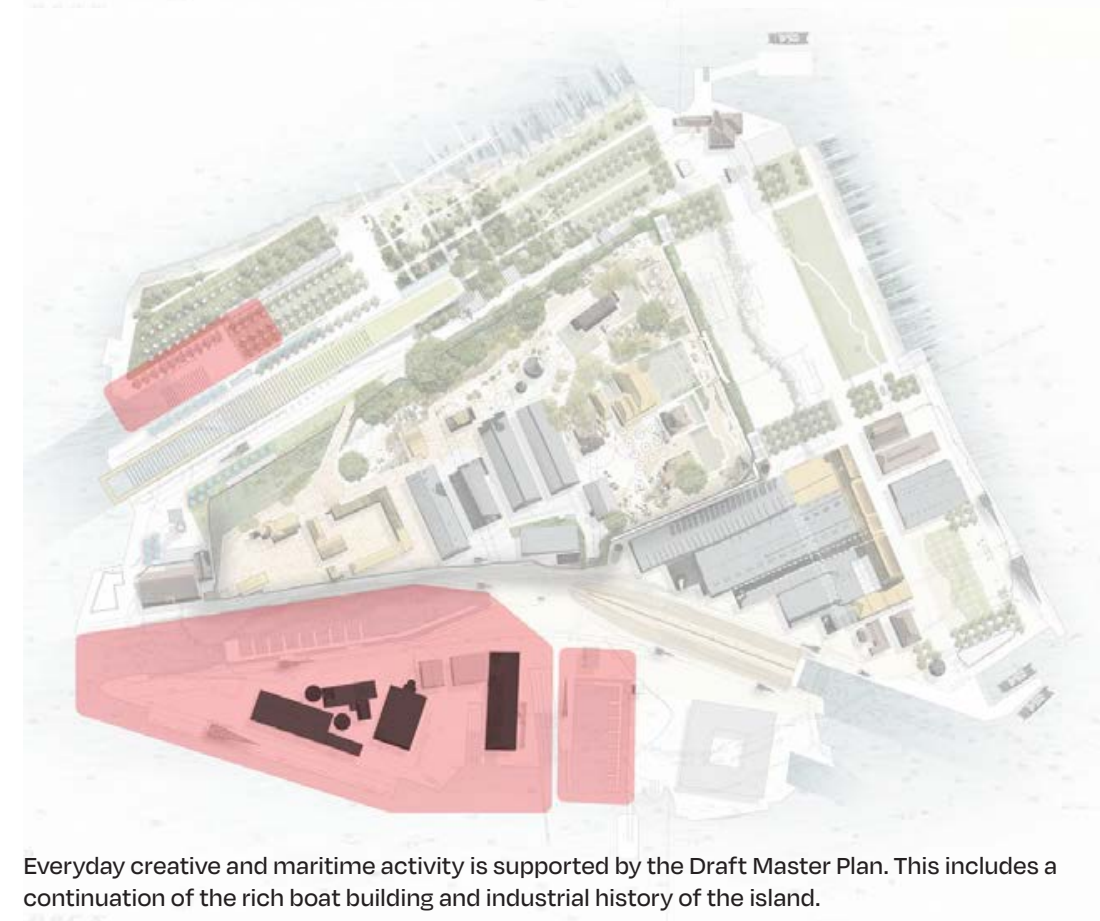 Everyday creative and maritime activity is supported by the Draft Master Plan. This includes a
continuation of the rich boat building and industrial history of the island.